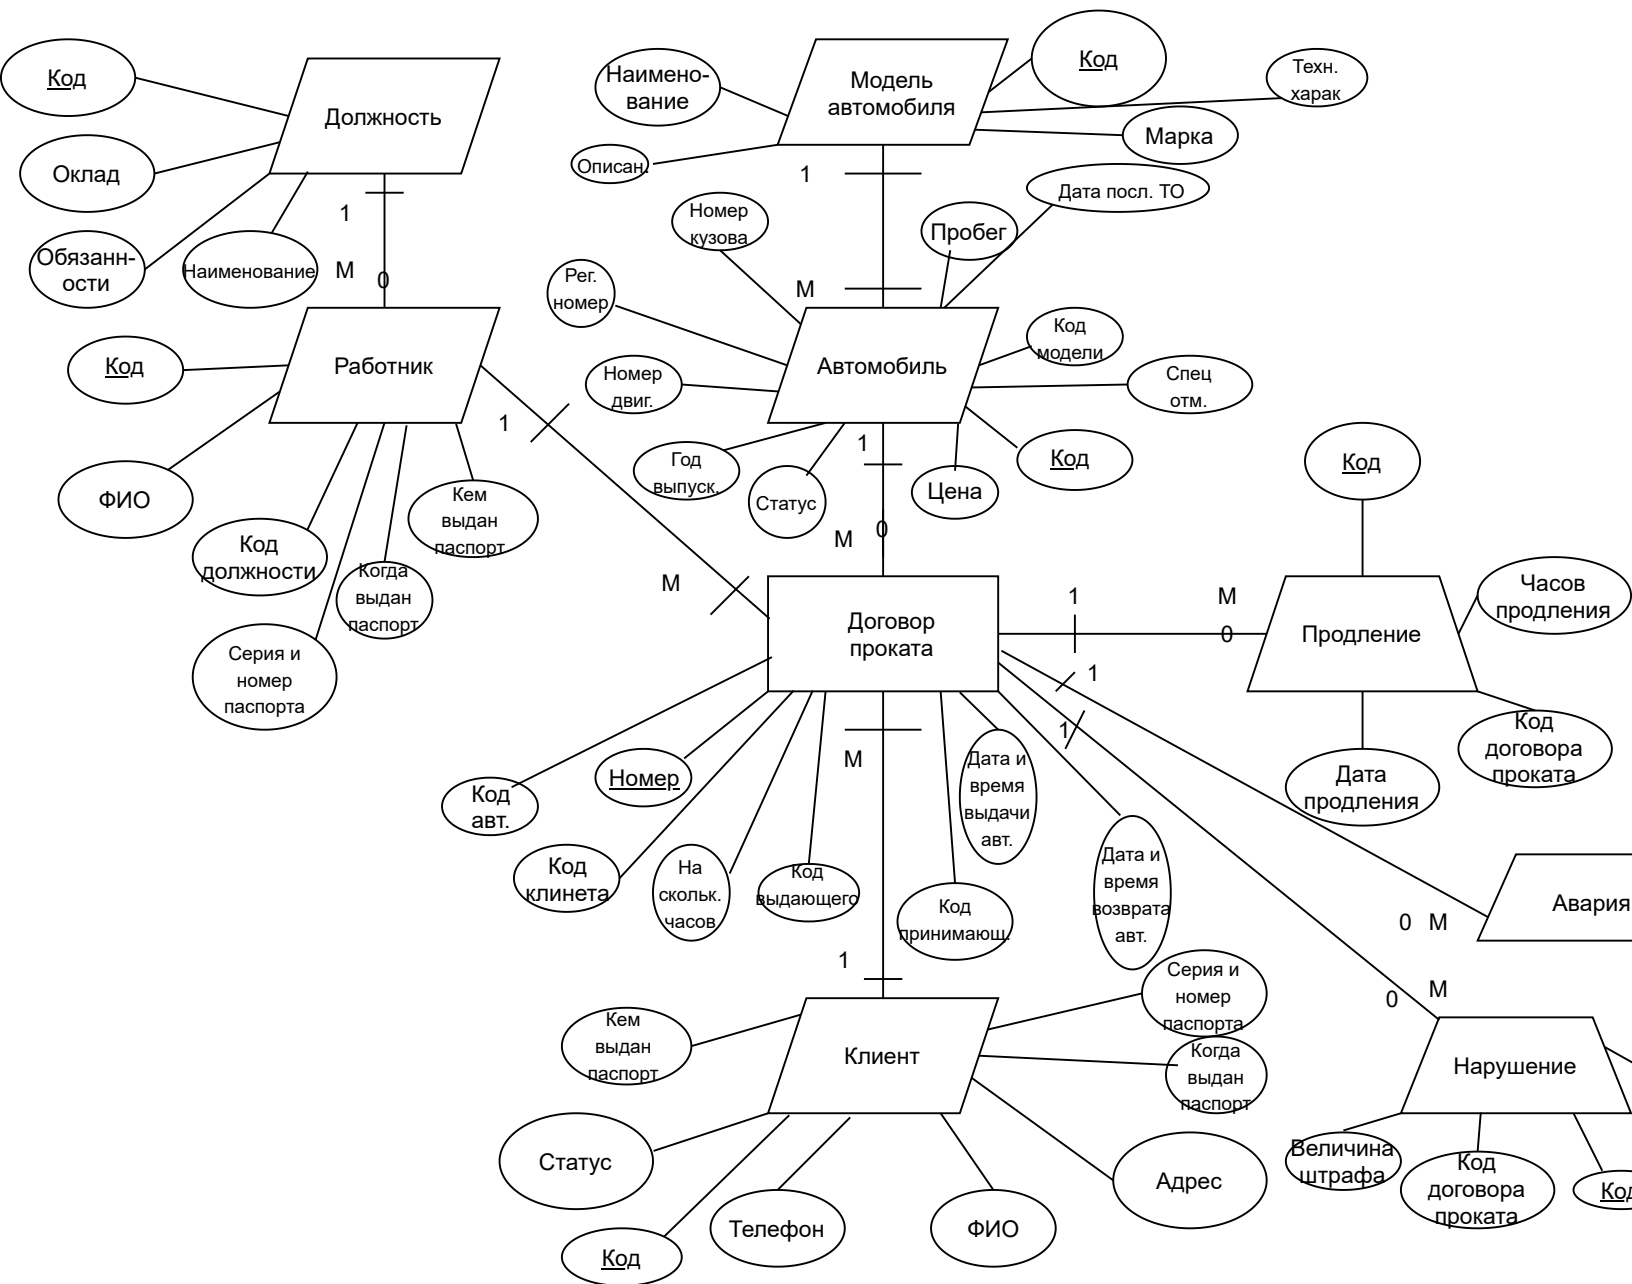 Код
Должность
Оклад
Обязанн-
ости
Наименование
1
М
0
Наимено-
вание
Модель
автомобиля
Код
Техн.
харак
Марка
Описан.
1
Дата посл. ТО
Номер
кузова
Пробег
М
Рег.
номер
Код
модели
Автомобиль
Номер
двиг.
Спец
отм.
Год
выпуск.
Статус
1
Цена
Код
М
0
Работник
Код
ФИО
Код
должности
Кем
выдан
паспорт
Когда
выдан
паспорт
Серия и
номер
паспорта
1
М
Договор
проката
1
М
0
Продление
Код
Часов
продления
Код
договора
проката
Дата
продления
1
1
М
Номер
Код
авт.
Код
клинета
На
скольк.
часов
Код
выдающего
Код
принимающ.
Дата и
время
выдачи
авт.
Дата и
время
возврата
авт.
0
М
Авария
0
М
Нарушение
Величина
штрафа
Код
договора
проката
Код
1
Клиент
Кем
выдан
паспорт
Серия и
номер
паспорта
Когда
выдан
паспорт
Статус
Код
Телефон
ФИО
Адрес